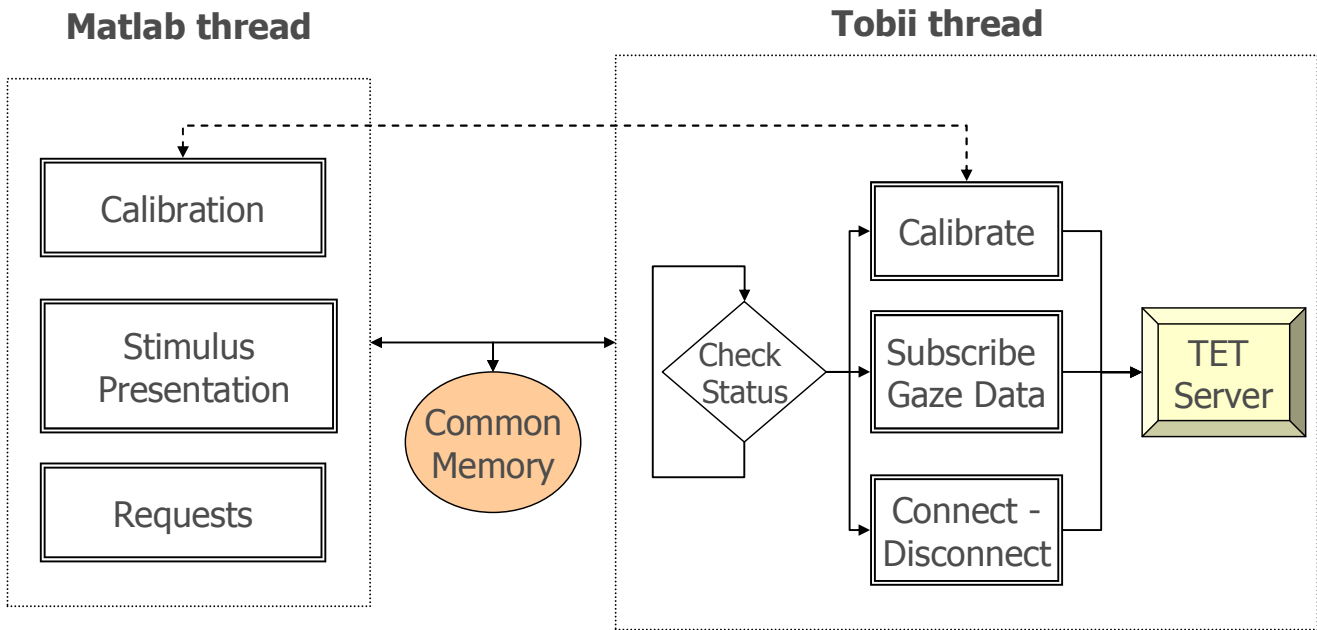 Matlab thread
Tobii thread
Calibration
Stimulus
Presentation
Requests
Common
Memory
Check
Status
Calibrate
Subscribe
Gaze Data
Connect -
Disconnect
TET
Server